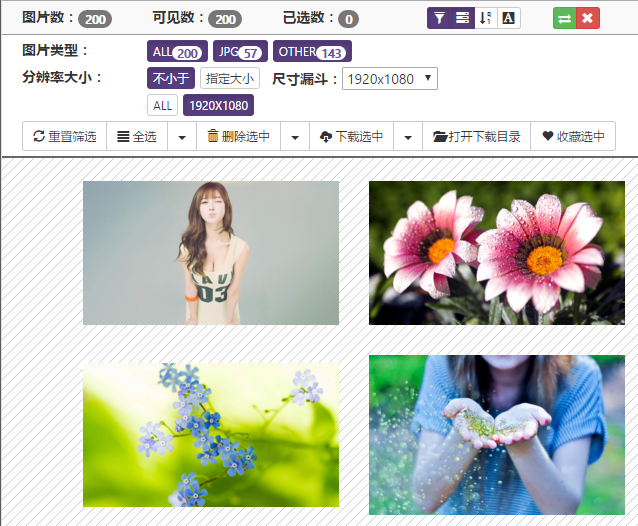 图片数： 200 可见数： 200 已选数： 0 A
图片类型： ALL 200 JPG 57 OTHER 143
分辨率大小： 不小于 指定大小 尺寸漏斗： 1920x1080
ALL 1920X1080
重置筛选 全选 删除选中 下载选中 打开下载目录 收藏选中
03